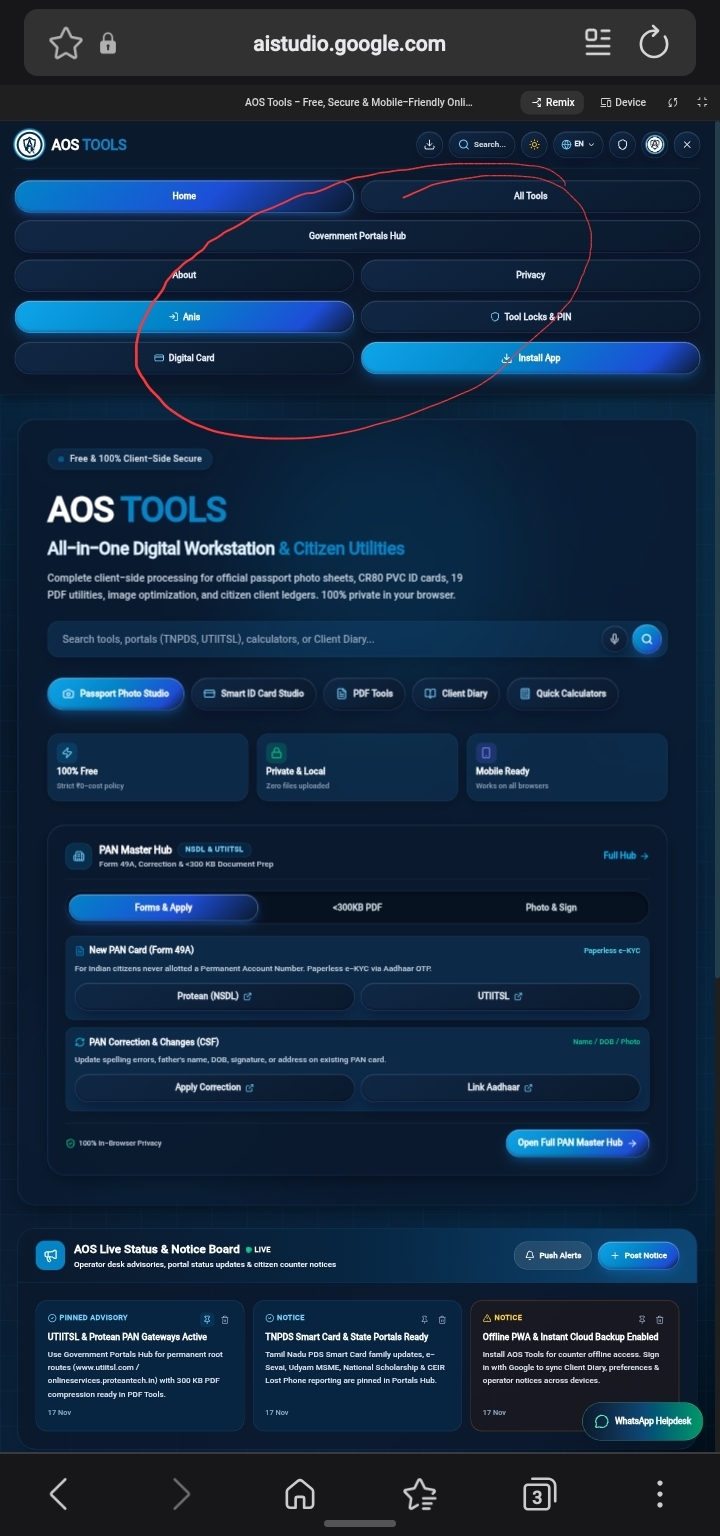 aistudio.google.com
AOS Tools – Free, Secure & Mobile-Friendly Onli...
Remix
Device
AOS TOOLS
Search...
EN
Home
All Tools
Government Portals Hub
About
Privacy
Anis
Tool Locks & PIN
Digital Card
Install App
Free & 100% Client-Side Secure
AOS TOOLS
All-in-One Digital Workstation & Citizen Utilities
Complete client-side processing for official passport photo sheets, CR80 PVC ID cards, 19
PDF utilities, image optimization, and citizen client ledgers. 100% private in your browser.
Search tools, portals (TNPDS, UTIITSL), calculators, or Client Diary...
Passport Photo Studio
Smart ID Card Studio
PDF Tools
Client Diary
Quick Calculators
100% Free
Strict ₹0-cost policy
Private & Local
Zero files uploaded
Mobile Ready
Works on all browsers
PAN Master Hub
NSDL & UTIITSL
Form 49A, Correction & <300 KB Document Prep
Full Hub →
Forms & Apply
<300KB PDF
Photo & Sign
New PAN Card (Form 49A)
Paperless e-KYC
For Indian citizens never allotted a Permanent Account Number. Paperless e-KYC via Aadhaar OTP.
Protean (NSDL)
UTIITSL
PAN Correction & Changes (CSF)
Name / DOB / Photo
Update spelling errors, father's name, DOB, signature, or address on existing PAN card.
Apply Correction
Link Aadhaar
100% In-Browser Privacy
Open Full PAN Master Hub →
AOS Live Status & Notice Board
LIVE
Operator desk advisories, portal status updates & citizen counter notices
Push Alerts
+ Post Notice
PINNED ADVISORY
UTIITSL & Protean PAN Gateways Active
Use Government Portals Hub for permanent root
routes (www.utiitsl.com /
onlineservices.proteantech.in) with 300 KB PDF
compression ready in PDF Tools.
17 Nov
NOTICE
TNPDS Smart Card & State Portals Ready
Tamil Nadu PDS Smart Card family updates, e-
Sevai, Udyam MSME, National Scholarship & CEIR
Lost Phone reporting are pinned in Portals Hub.
17 Nov
NOTICE
Offline PWA & Instant Cloud Backup Enabled
Install AOS Tools for counter offline access. Sign
in with Google to sync Client Diary, preferences &
operator notices across devices.
17 Nov
WhatsApp Helpdesk
3